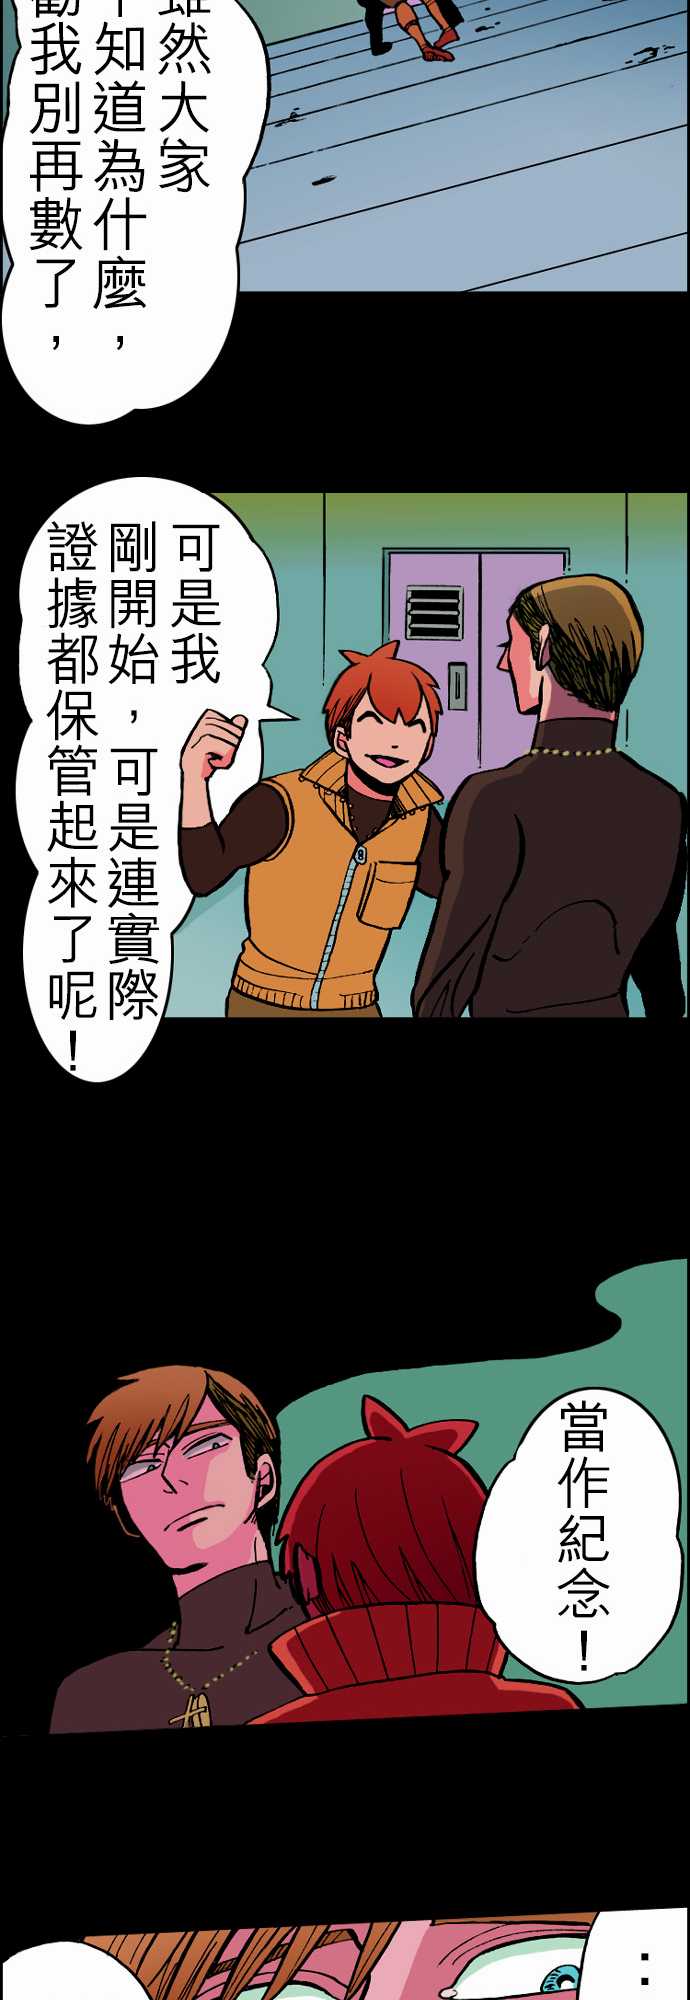 雖然大家
不知道為什麼，
勸我別再數了，
可是我
剛開始，可是連實際
證據都保管起來了呢！
當作紀念！
：